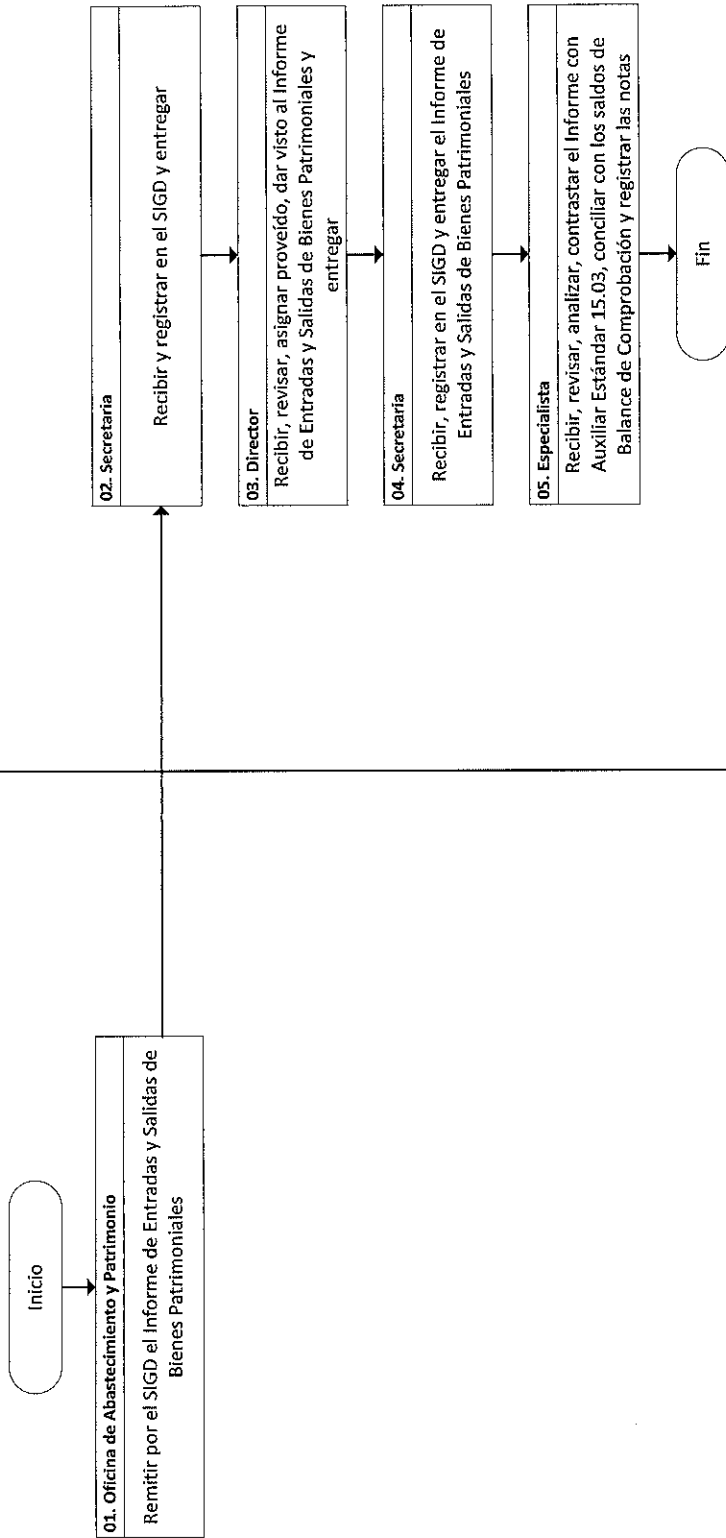 Inicio
01. Oficina de Abastecimiento y Patrimonio
Remitir por el SIGD el Informe de Entradas y Salidas de
Bienes Patrimoniales
02. Secretaria
Recibir y registrar en el SIGD y entregar
03. Director
Recibir, revisar, asignar proveído, dar visto al Informe
de Entradas y Salidas de Bienes Patrimoniales y
entregar
04. Secretaria
Recibir, registrar en el SIGD y entregar el Informe de
Entradas y Salidas de Bienes Patrimoniales
05. Especialista
Recibir, revisar, analizar, contrastar el Informe con
Auxiliar Estándar 15.03, conciliar con los saldos de
Balance de Comprobación y registrar las notas
Fin